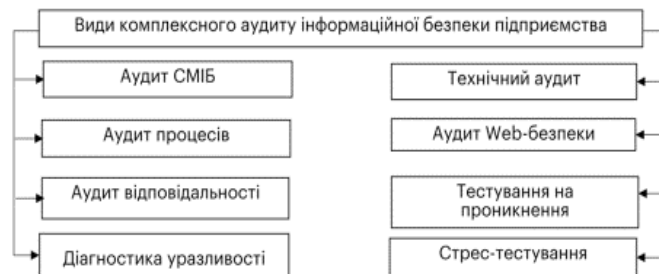 Види комплексного аудиту інформаційної безпеки підприємства
Аудит СМІБ
Аудит процесів
Аудит відповідальності
Діагностика уразливості
Технічний аудит
Аудит Web-безпеки
Тестування на
проникнення
Стрес-тестування